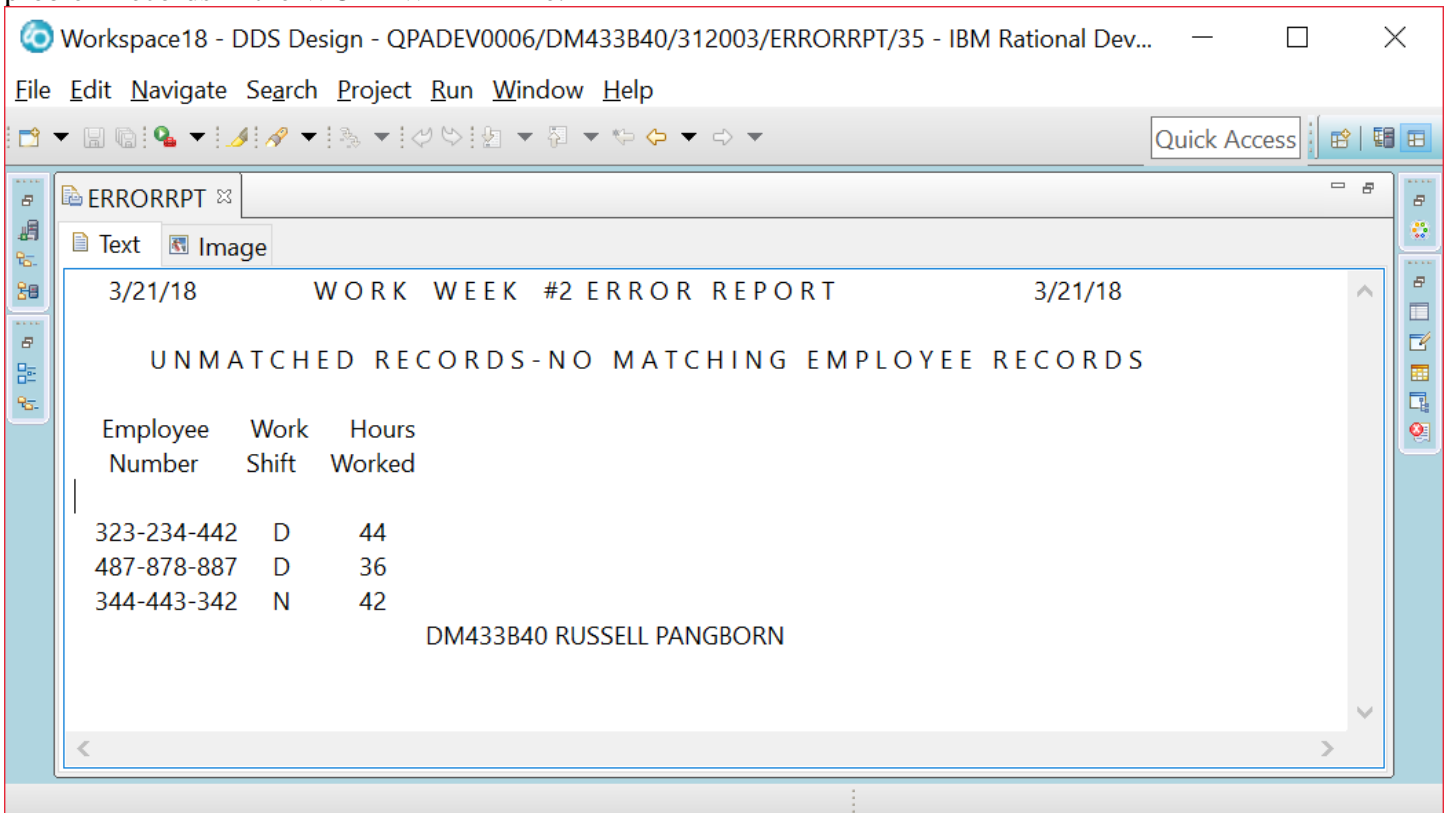 Workspace18 - DDS Design - QPADEV0006/DM433B40/312003/ERRORRPT/35 - IBM Rational Dev...
File Edit Navigate Search Project Run Window Help
Quick Access
ERRORRPT
Text Image
3/21/18 W O R K W E E K #2 E R R O R R E P O R T 3/21/18
U N M A T C H E D R E C O R D S - N O M A T C H I N G E M P L O Y E E R E C O R D S
Employee Work Hours
Number Shift Worked
323-234-442 D 44
487-878-887 D 36
344-443-342 N 42
DM433B40 RUSSELL PANGBORN